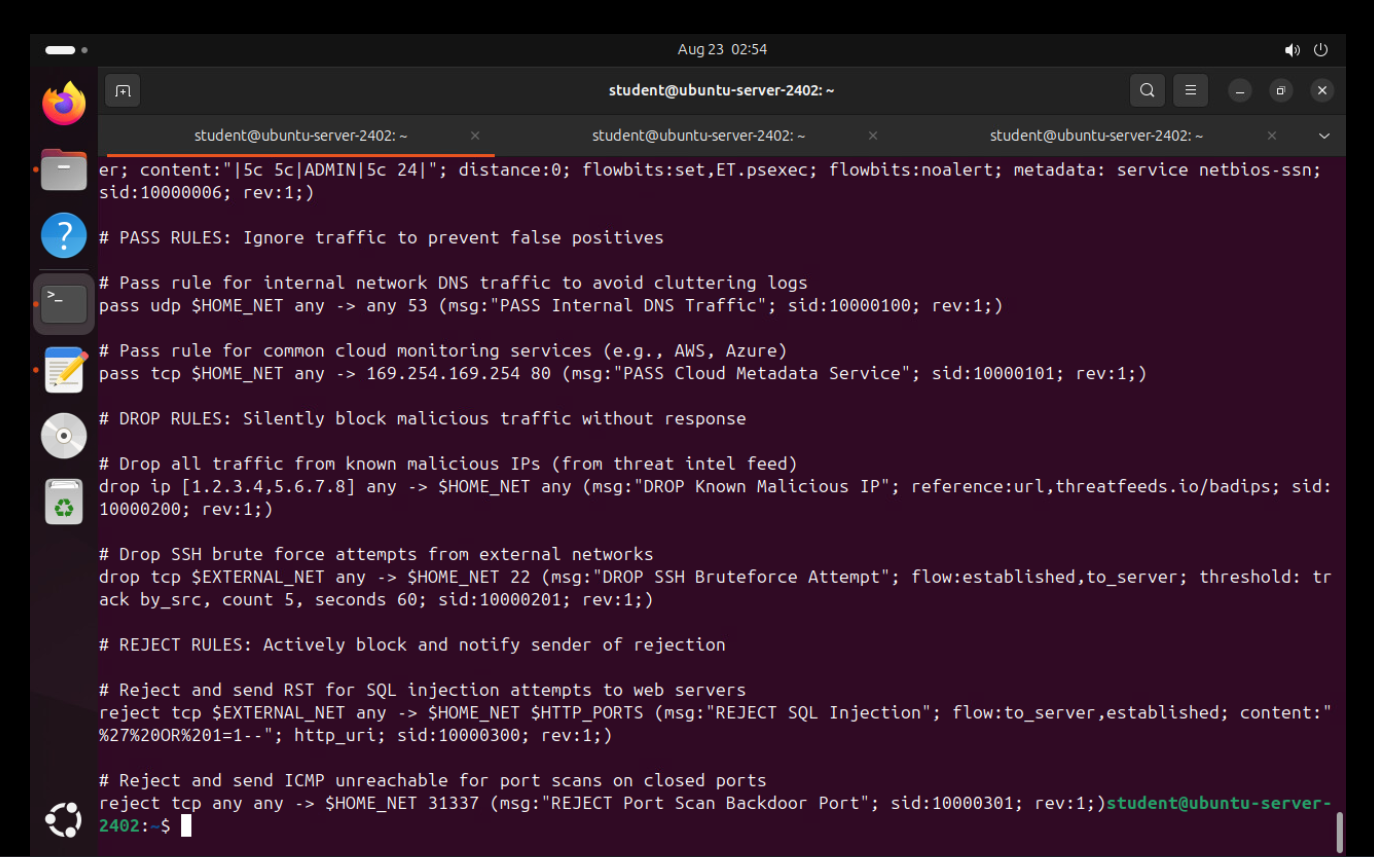 Aug 23 02:54
student@ubuntu-server-2402: ~
student@ubuntu-server-2402: ~ × student@ubuntu-server-2402: ~ × student@ubuntu-server-2402: ~ ×
er; content:"|5c 5c|ADMIN|5c 24|"; distance:0; flowbits:set,ET.psexec; flowbits:noalert; metadata: service netbios-ssn;
sid:10000006; rev:1;)
# PASS RULES: Ignore traffic to prevent false positives
# Pass rule for internal network DNS traffic to avoid cluttering logs
pass udp $HOME_NET any -> any 53 (msg:"PASS Internal DNS Traffic"; sid:10000100; rev:1;)
# Pass rule for common cloud monitoring services (e.g., AWS, Azure)
pass tcp $HOME_NET any -> 169.254.169.254 80 (msg:"PASS Cloud Metadata Service"; sid:10000101; rev:1;)
# DROP RULES: Silently block malicious traffic without response
# Drop all traffic from known malicious IPs (from threat intel feed)
drop ip [1.2.3.4,5.6.7.8] any -> $HOME_NET any (msg:"DROP Known Malicious IP"; reference:url,threatfeeds.io/badips; sid:
10000200; rev:1;)
# Drop SSH brute force attempts from external networks
drop tcp $EXTERNAL_NET any -> $HOME_NET 22 (msg:"DROP SSH Bruteforce Attempt"; flow:established,to_server; threshold: tr
ack by_src, count 5, seconds 60; sid:10000201; rev:1;)
# REJECT RULES: Actively block and notify sender of rejection
# Reject and send RST for SQL injection attempts to web servers
reject tcp $EXTERNAL_NET any -> $HOME_NET $HTTP_PORTS (msg:"REJECT SQL Injection"; flow:to_server,established; content:"
%27%20OR%201=1--"; http_uri; sid:10000300; rev:1;)
# Reject and send ICMP unreachable for port scans on closed ports
reject tcp any any -> $HOME_NET 31337 (msg:"REJECT Port Scan Backdoor Port"; sid:10000301; rev:1;)student@ubuntu-server-
2402:~$